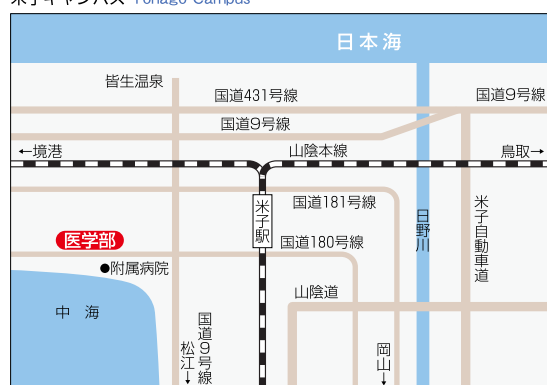 米子キャンパス Yonago Campus
日本海
皆生温泉
国道431号線
国道9号線
国道9号線
←境港
山陰本線
鳥取→
国道181号線
米子駅
日野川
米子自動車道
医学部
国道180号線
●附属病院
山陰道
中 海
国道9号線
松江→
岡山→